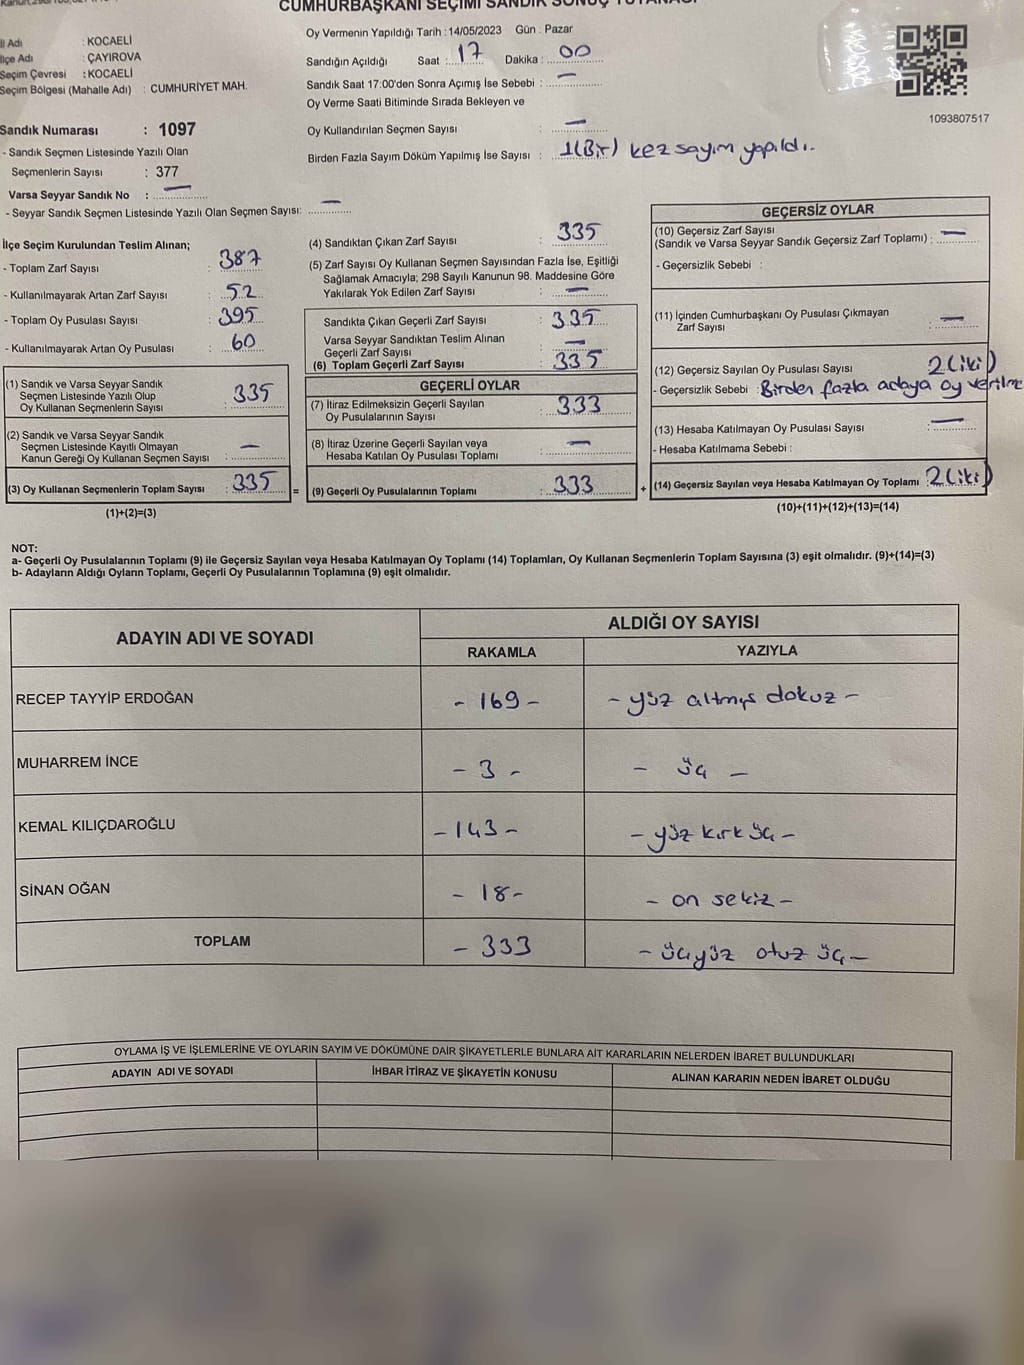 CUMHURBAŞKANI SEÇİMİ SANDIK SONUÇ TUTANAĞI
İl Adı : KOCAELİ
İlçe Adı : ÇAYIROVA
Seçim Çevresi : KOCAELİ
Seçim Bölgesi (Mahalle Adı) : CUMHURİYET MAH.
Sandık Numarası : 1097
- Sandık Seçmen Listesinde Yazılı Olan
Seçmenlerin Sayısı : 377
Varsa Seyyar Sandık No : —
- Seyyar Sandık Seçmen Listesinde Yazılı Olan Seçmen Sayısı: —
Oy Vermenin Yapıldığı Tarih : 14/05/2023 Gün : Pazar
Sandığın Açıldığı Saat : 17 Dakika : 00
Sandık Saat 17:00'den Sonra Açımış İse Sebebi : —
Oy Verme Saati Bitiminde Sırada Bekleyen ve
Oy Kullandırılan Seçmen Sayısı : —
Birden Fazla Sayım Döküm Yapılmış İse Sayısı : 1(Bir) kez sayım yapıldı.
1093807517
İlçe Seçim Kurulundan Teslim Alınan;
- Toplam Zarf Sayısı : 387
- Kullanılmayarak Artan Zarf Sayısı : 52
- Toplam Oy Pusulası Sayısı : 395
- Kullanılmayarak Artan Oy Pusulası : 60
(1) Sandık ve Varsa Seyyar Sandık
Seçmen Listesinde Yazılı Olup
Oy Kullanan Seçmenlerin Sayısı : 335
(2) Sandık ve Varsa Seyyar Sandık
Seçmen Listesinde Kayıtlı Olmayan
Kanun Gereği Oy Kullanan Seçmen Sayısı : —
(3) Oy Kullanan Seçmenlerin Toplam Sayısı : 335 =
(1)+(2)=(3)
(4) Sandıktan Çıkan Zarf Sayısı : 335
(5) Zarf Sayısı Oy Kullanan Seçmen Sayısından Fazla İse, Eşitliği
Sağlamak Amacıyla; 298 Sayılı Kanunun 98. Maddesine Göre
Yakılarak Yok Edilen Zarf Sayısı : —
Sandıkta Çıkan Geçerli Zarf Sayısı : 335
Varsa Seyyar Sandıktan Teslim Alınan
Geçerli Zarf Sayısı : —
(6) Toplam Geçerli Zarf Sayısı : 335
GEÇERLİ OYLAR
(7) İtiraz Edilmeksizin Geçerli Sayılan
Oy Pusulalarının Sayısı : 333
(8) İtiraz Üzerine Geçerli Sayılan veya
Hesaba Katılan Oy Pusulası Toplamı : —
(9) Geçerli Oy Pusulalarının Toplamı : 333 +
GEÇERSİZ OYLAR
(10) Geçersiz Zarf Sayısı
(Sandık ve Varsa Seyyar Sandık Geçersiz Zarf Toplamı) : —
- Geçersizlik Sebebi :
(11) İçinden Cumhurbaşkanı Oy Pusulası Çıkmayan
Zarf Sayısı : —
(12) Geçersiz Sayılan Oy Pusulası Sayısı 2(iki)
- Geçersizlik Sebebi : Birden fazla adaya oy verilme
(13) Hesaba Katılmayan Oy Pusulası Sayısı : —
- Hesaba Katılmama Sebebi :
(14) Geçersiz Sayılan veya Hesaba Katılmayan Oy Toplamı : 2(iki)
(10)+(11)+(12)+(13)=(14)
NOT:
a- Geçerli Oy Pusulalarının Toplamı (9) ile Geçersiz Sayılan veya Hesaba Katılmayan Oy Toplamı (14) Toplamları, Oy Kullanan Seçmenlerin Toplam Sayısına (3) eşit olmalıdır. (9)+(14)=(3)
b- Adayların Aldığı Oyların Toplamı, Geçerli Oy Pusulalarının Toplamına (9) eşit olmalıdır.
ADAYIN ADI VE SOYADI ALDIĞI OY SAYISI
RAKAMLA YAZIYLA
RECEP TAYYİP ERDOĞAN - 169 - - yüz altmış dokuz -
MUHARREM İNCE - 3 - - üç -
KEMAL KILIÇDAROĞLU - 143 - - yüz kırk üç -
SİNAN OĞAN - 18 - - on sekiz -
TOPLAM - 333 - üçyüz otuz üç -
OYLAMA İŞ VE İŞLEMLERİNE VE OYLARIN SAYIM VE DÖKÜMÜNE DAİR ŞİKAYETLERLE BUNLARA AİT KARARLARIN NELERDEN İBARET BULUNDUKLARI
ADAYIN ADI VE SOYADI İHBAR İTİRAZ VE ŞİKAYETİN KONUSU ALINAN KARARIN NEDEN İBARET OLDUĞU